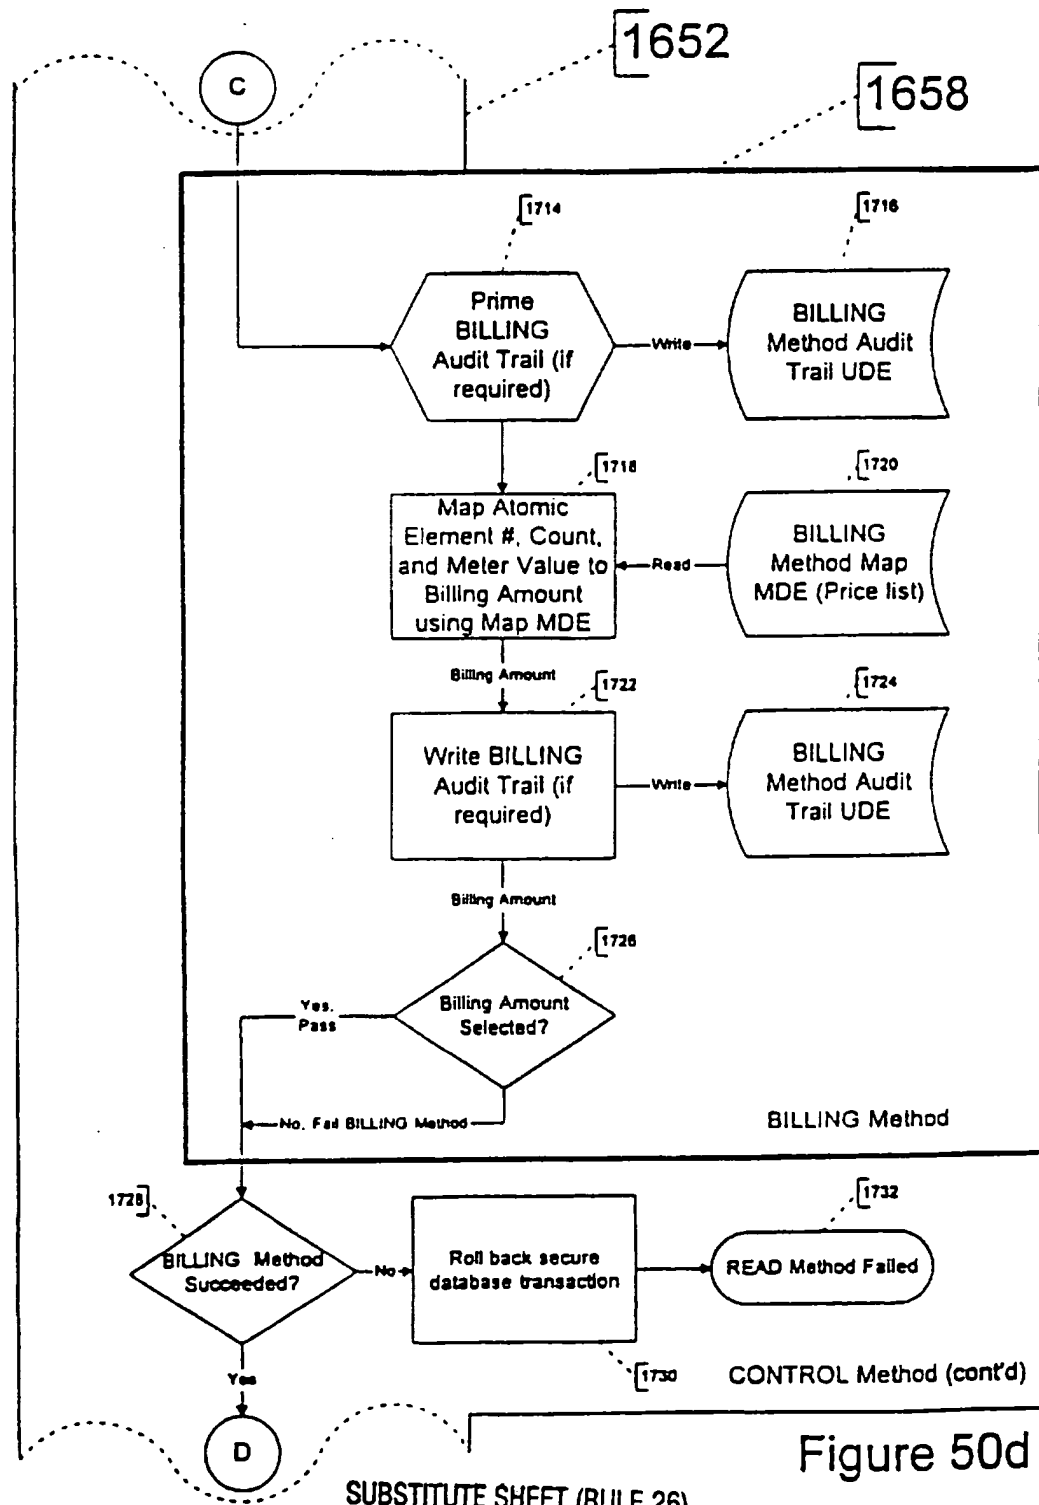 1652
C
1658
1714
1716
Prime
BILLING
Audit Trail (if
required)
Write
BILLING
Method Audit
Trail UDE
1718
1720
Map Atomic
Element #, Count,
and Meter Value to
Billing Amount
using Map MDE
Read
BILLING
Method Map
MDE (Price list)
Billing Amount
1722
1724
Write BILLING
Audit Trail (if
required)
Write
BILLING
Method Audit
Trail UDE
Billing Amount
1726
Billing Amount
Selected?
Yes,
Pass
No, Fail BILLING Method
BILLING Method
1728
1732
BILLING Method
Succeeded?
No
Roll back secure
database transaction
READ Method Failed
Yes
1730
CONTROL Method (cont'd)
D
Figure 50d
SUBSTITUTE SHEET (RULE 26)